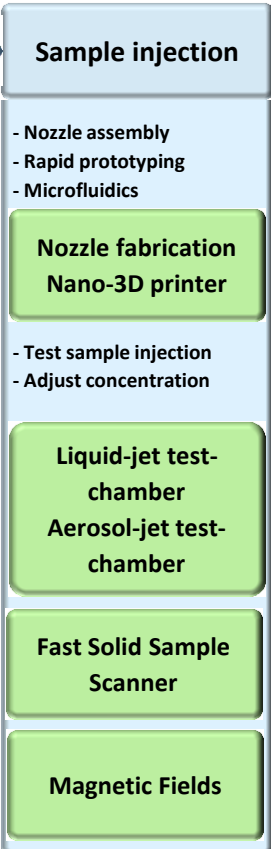 Sample injection
- Nozzle assembly
- Rapid prototyping
- Microfluidics
Nozzle fabrication
Nano-3D printer
- Test sample injection
- Adjust concentration
Liquid-jet test-
chamber
Aerosol-jet test-
chamber
Fast Solid Sample
Scanner
Magnetic Fields